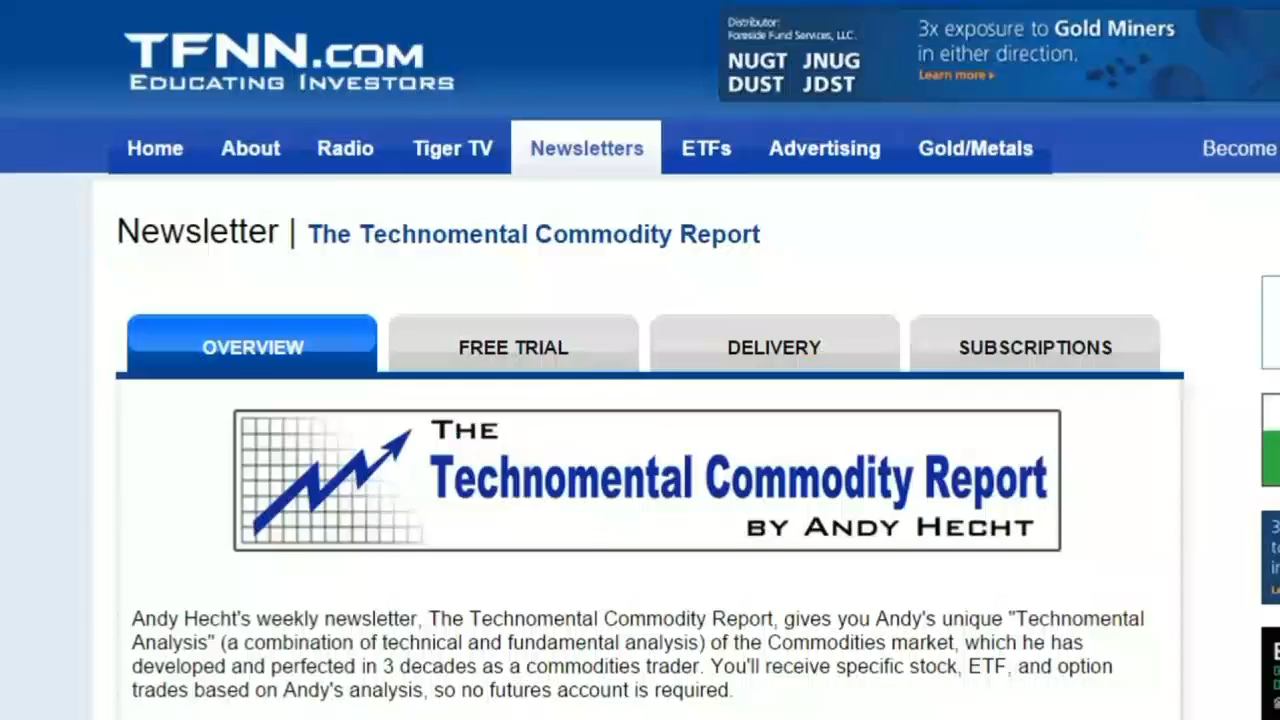 TFNN.COM
EDUCATING INVESTORS
Distributor:
Foreside Fund Services, LLC.
NUGT JNUG
DUST JDST
3x exposure to Gold Miners
in either direction.
Learn more
Home About Radio Tiger TV Newsletters ETFs Advertising Gold/Metals Become
Newsletter | The Technomental Commodity Report
OVERVIEW FREE TRIAL DELIVERY SUBSCRIPTIONS
THE
Technomental Commodity Report
BY ANDY HECHT
Andy Hecht's weekly newsletter, The Technomental Commodity Report, gives you Andy's unique "Technomental
Analysis" (a combination of technical and fundamental analysis) of the Commodities market, which he has
developed and perfected in 3 decades as a commodities trader. You'll receive specific stock, ETF, and option
trades based on Andy's analysis, so no futures account is required.